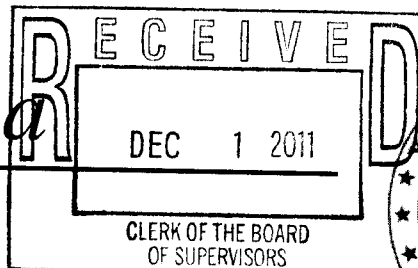 RECEIVED
a
DEC 1 2011
CLERK OF THE BOARD
OF SUPERVISORS